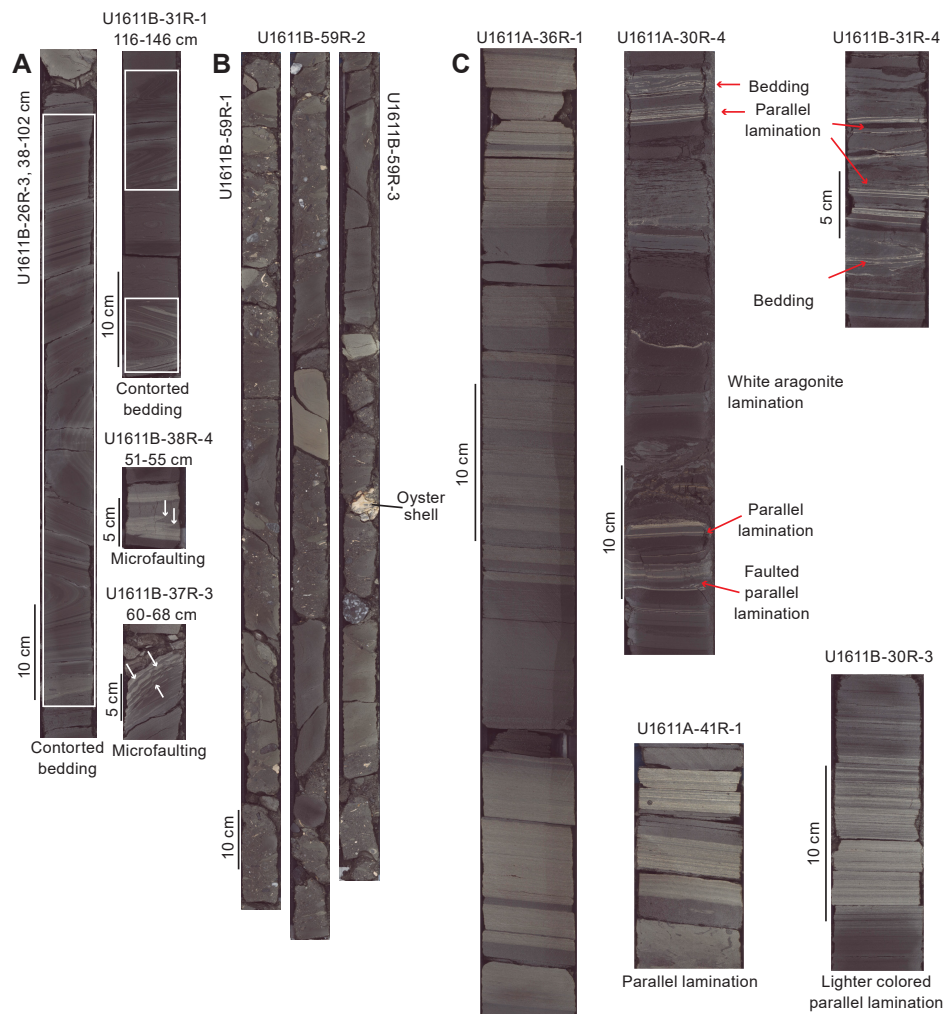 A
U1611B-26R-3, 38-102 cm
10 cm
Contorted
bedding
U1611B-31R-1
116-146 cm
10 cm
Contorted
bedding
U1611B-38R-4
51-55 cm
5 cm
Microfaulting
U1611B-37R-3
60-68 cm
5 cm
Microfaulting
B
U1611B-59R-1
U1611B-59R-2
U1611B-59R-3
Oyster
shell
10 cm
C
U1611A-36R-1
10 cm
U1611A-30R-4
Bedding
Parallel
lamination
White aragonite
lamination
10 cm
Parallel
lamination
Faulted
parallel
lamination
U1611B-31R-4
5 cm
Bedding
U1611A-41R-1
Parallel lamination
U1611B-30R-3
10 cm
Lighter colored
parallel lamination